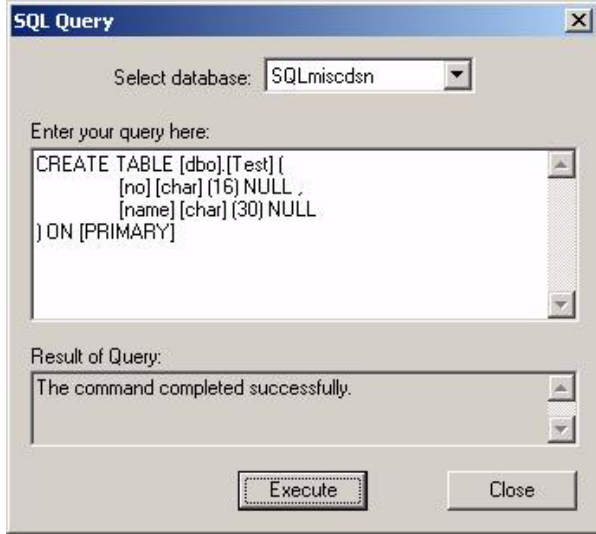 SQL Query
Select database: SQLmiscdsn
Enter your query here:
CREATE TABLE [dbo].[Test] (
[no] [char] (16) NULL ,
[name] [char] (30) NULL
) ON [PRIMARY]
Result of Query:
The command completed successfully.
Execute Close